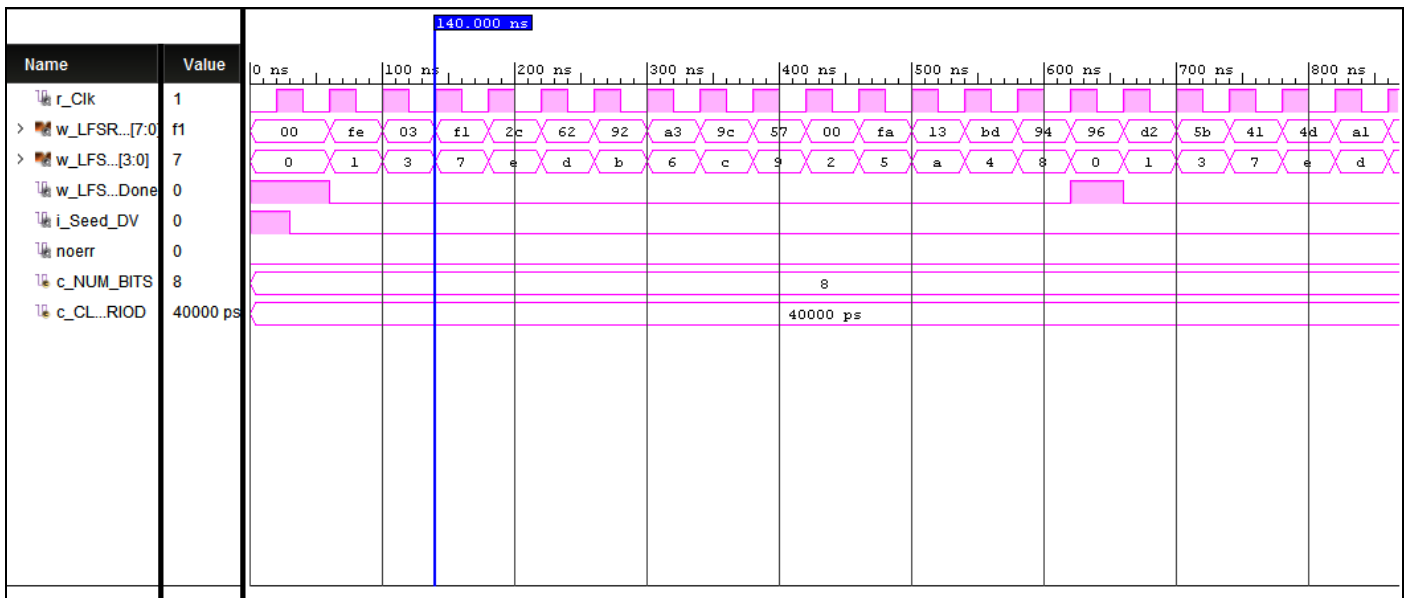 140.000 ns
Name Value 0 ns 100 ns 200 ns 300 ns 400 ns 500 ns 600 ns 700 ns 800 ns
r_Clk 1
w_LFSR...[7:0] f1 00 fe 03 f1 2c 62 92 a3 9c 57 00 fa 13 bd 94 96 d2 5b 41 4d a1
w_LFS...[3:0] 7 0 1 3 7 e d b 6 c 9 2 5 a 4 8 0 1 3 7 e d
w_LFS...Done 0
i_Seed_DV 0
noerr 0
c_NUM_BITS 8 8
c_CL...RIOD 40000 ps 40000 ps